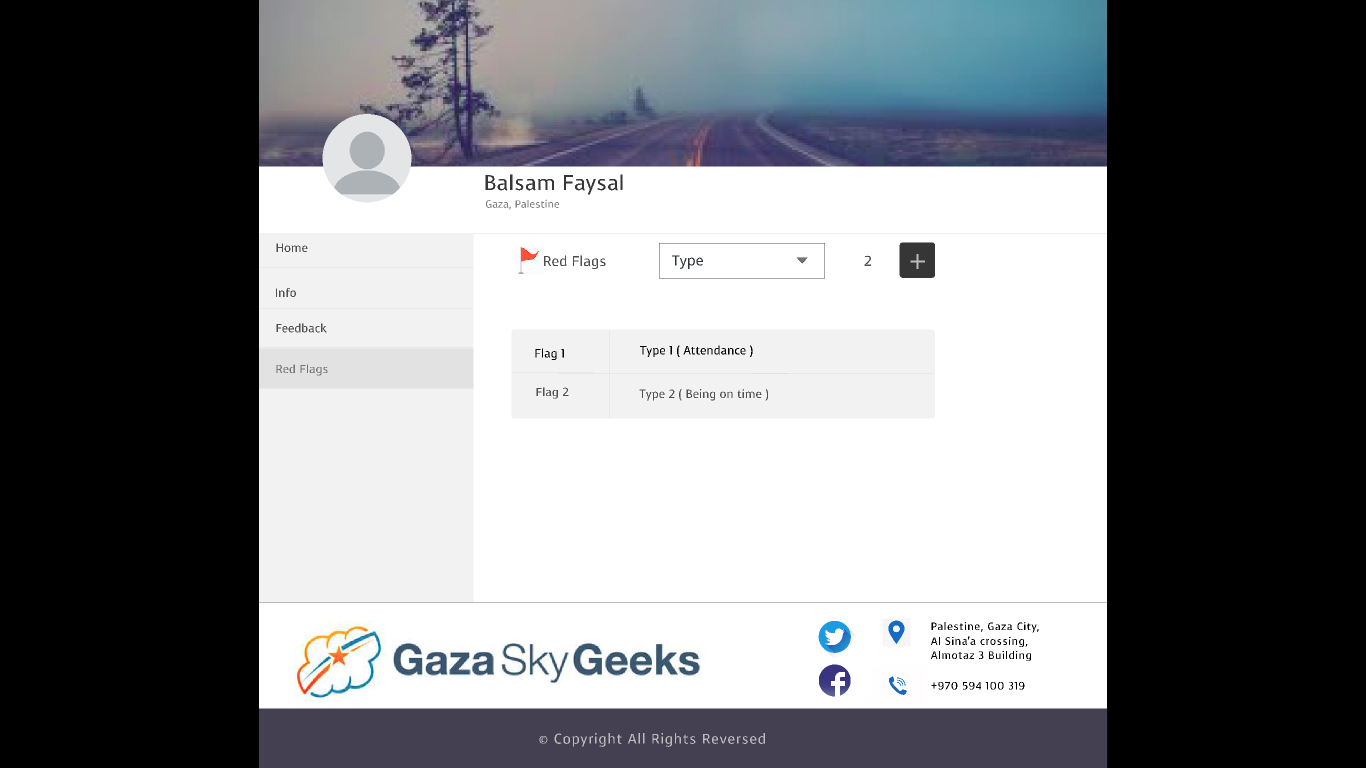 Balsam Faysal
Gaza, Palestine
Home
Info
Feedback
Red Flags
Red Flags
Type
2
+
Flag 1
Type 1 ( Attendance )
Flag 2
Type 2 ( Being on time )
Gaza Sky Geeks
Palestine, Gaza City,
Al Sina'a crossing,
Almotaz 3 Building
+970 594 100 319
© Copyright All Rights Reversed